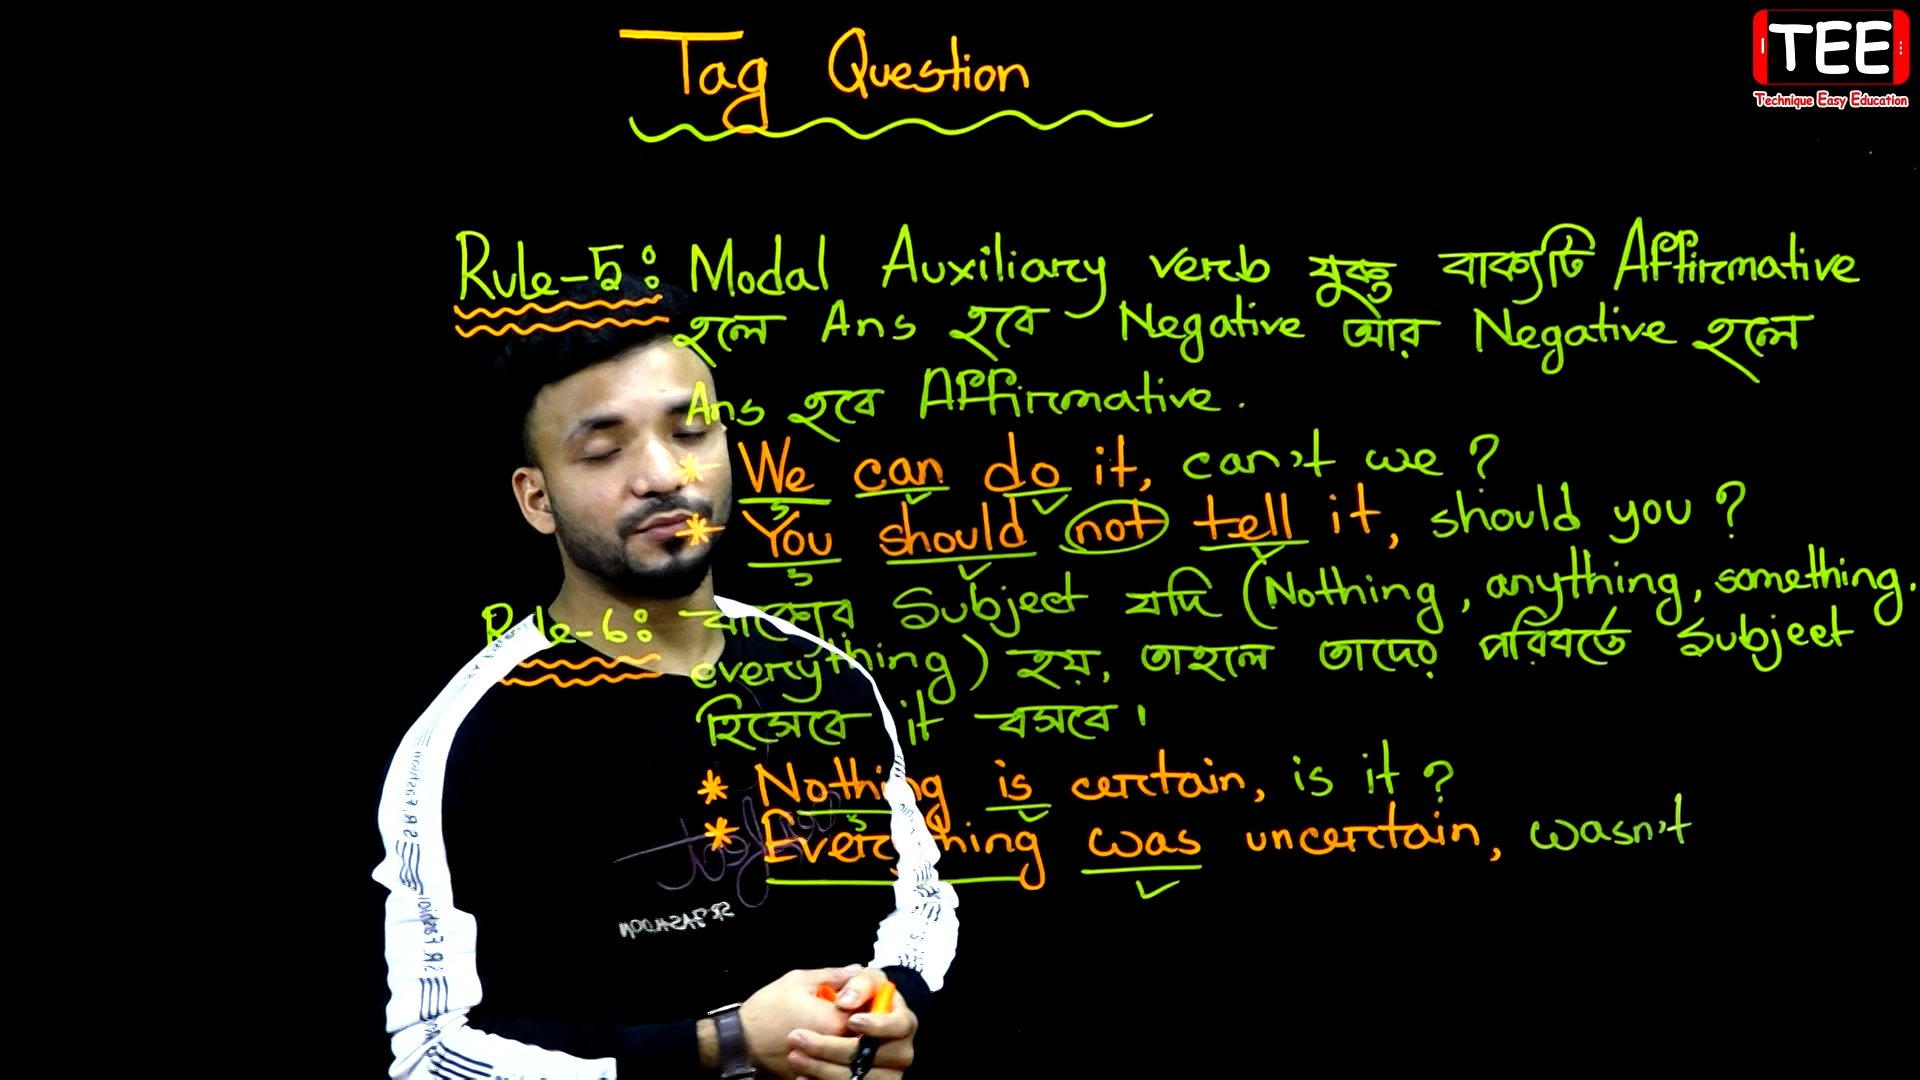 Tag Question
TEE
Technique Easy Education
Rule-5: Modal Auxiliary verb যুক্ত বাক্যটি Affirmative
হলে Ans হবে Negative আর Negative হলে
Ans হবে Affirmative.
* We can do it, can't we?
* You should not tell it, should you?
Rule-6: বাক্যের Subject যদি (Nothing, anything, something.
everything) হয়, তাহলে তাদের পরিবর্তে Subject
হিসেবে it বসবে।
* Nothing is certain, is it?
* Everything was uncertain, wasn't